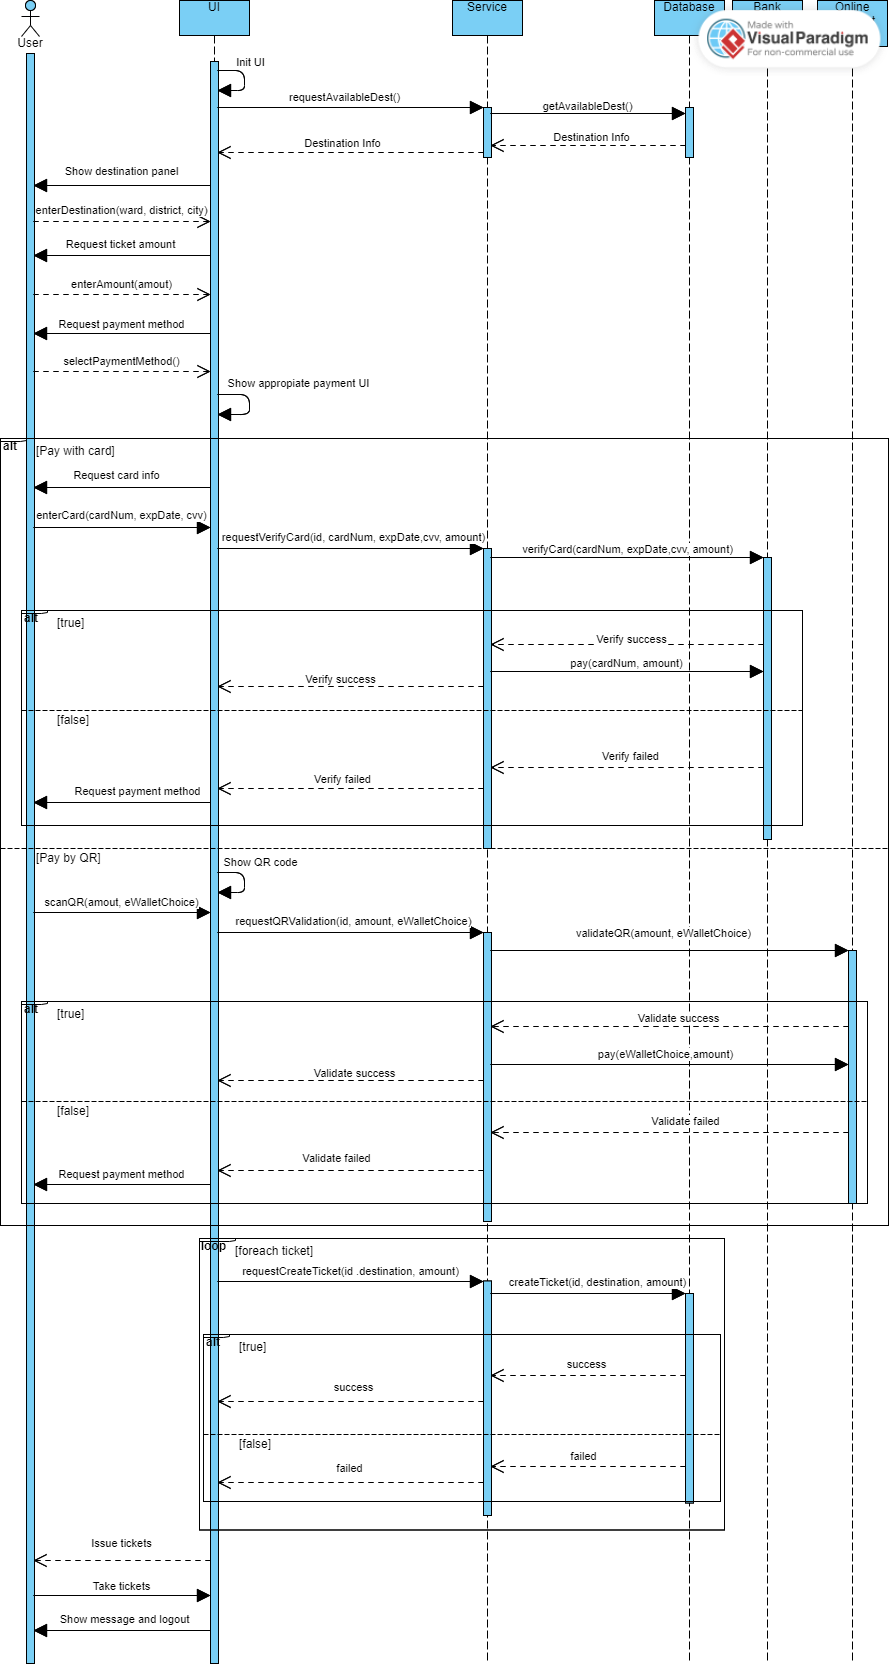 UI
Service
Database
Bank
Online
Made with
VisualParadigm
For non-commercial use
User
Init UI
requestAvailableDest()
getAvailableDest()
Destination Info
Destination Info
Show destination panel
enterDestination(ward, district, city)
Request ticket amount
enterAmount(amout)
Request payment method
selectPaymentMethod()
Show appropiate payment UI
alt
[Pay with card]
Request card info
enterCard(cardNum, expDate, cvv)
requestVerifyCard(id, cardNum, expDate,cvv, amount)
verifyCard(cardNum, expDate,cvv, amount)
alt
[true]
Verify success
pay(cardNum, amount)
Verify success
[false]
Verify failed
Verify failed
Request payment method
[Pay by QR]
Show QR code
scanQR(amout, eWalletChoice)
requestQRValidation(id, amount, eWalletChoice)
validateQR(amount, eWalletChoice)
alt
[true]
Validate success
pay(eWalletChoice,amount)
Validate success
[false]
Validate failed
Validate failed
Request payment method
loop
[foreach ticket]
requestCreateTicket(id .destination, amount)
createTicket(id, destination, amount)
alt
[true]
success
success
[false]
failed
failed
Issue tickets
Take tickets
Show message and logout